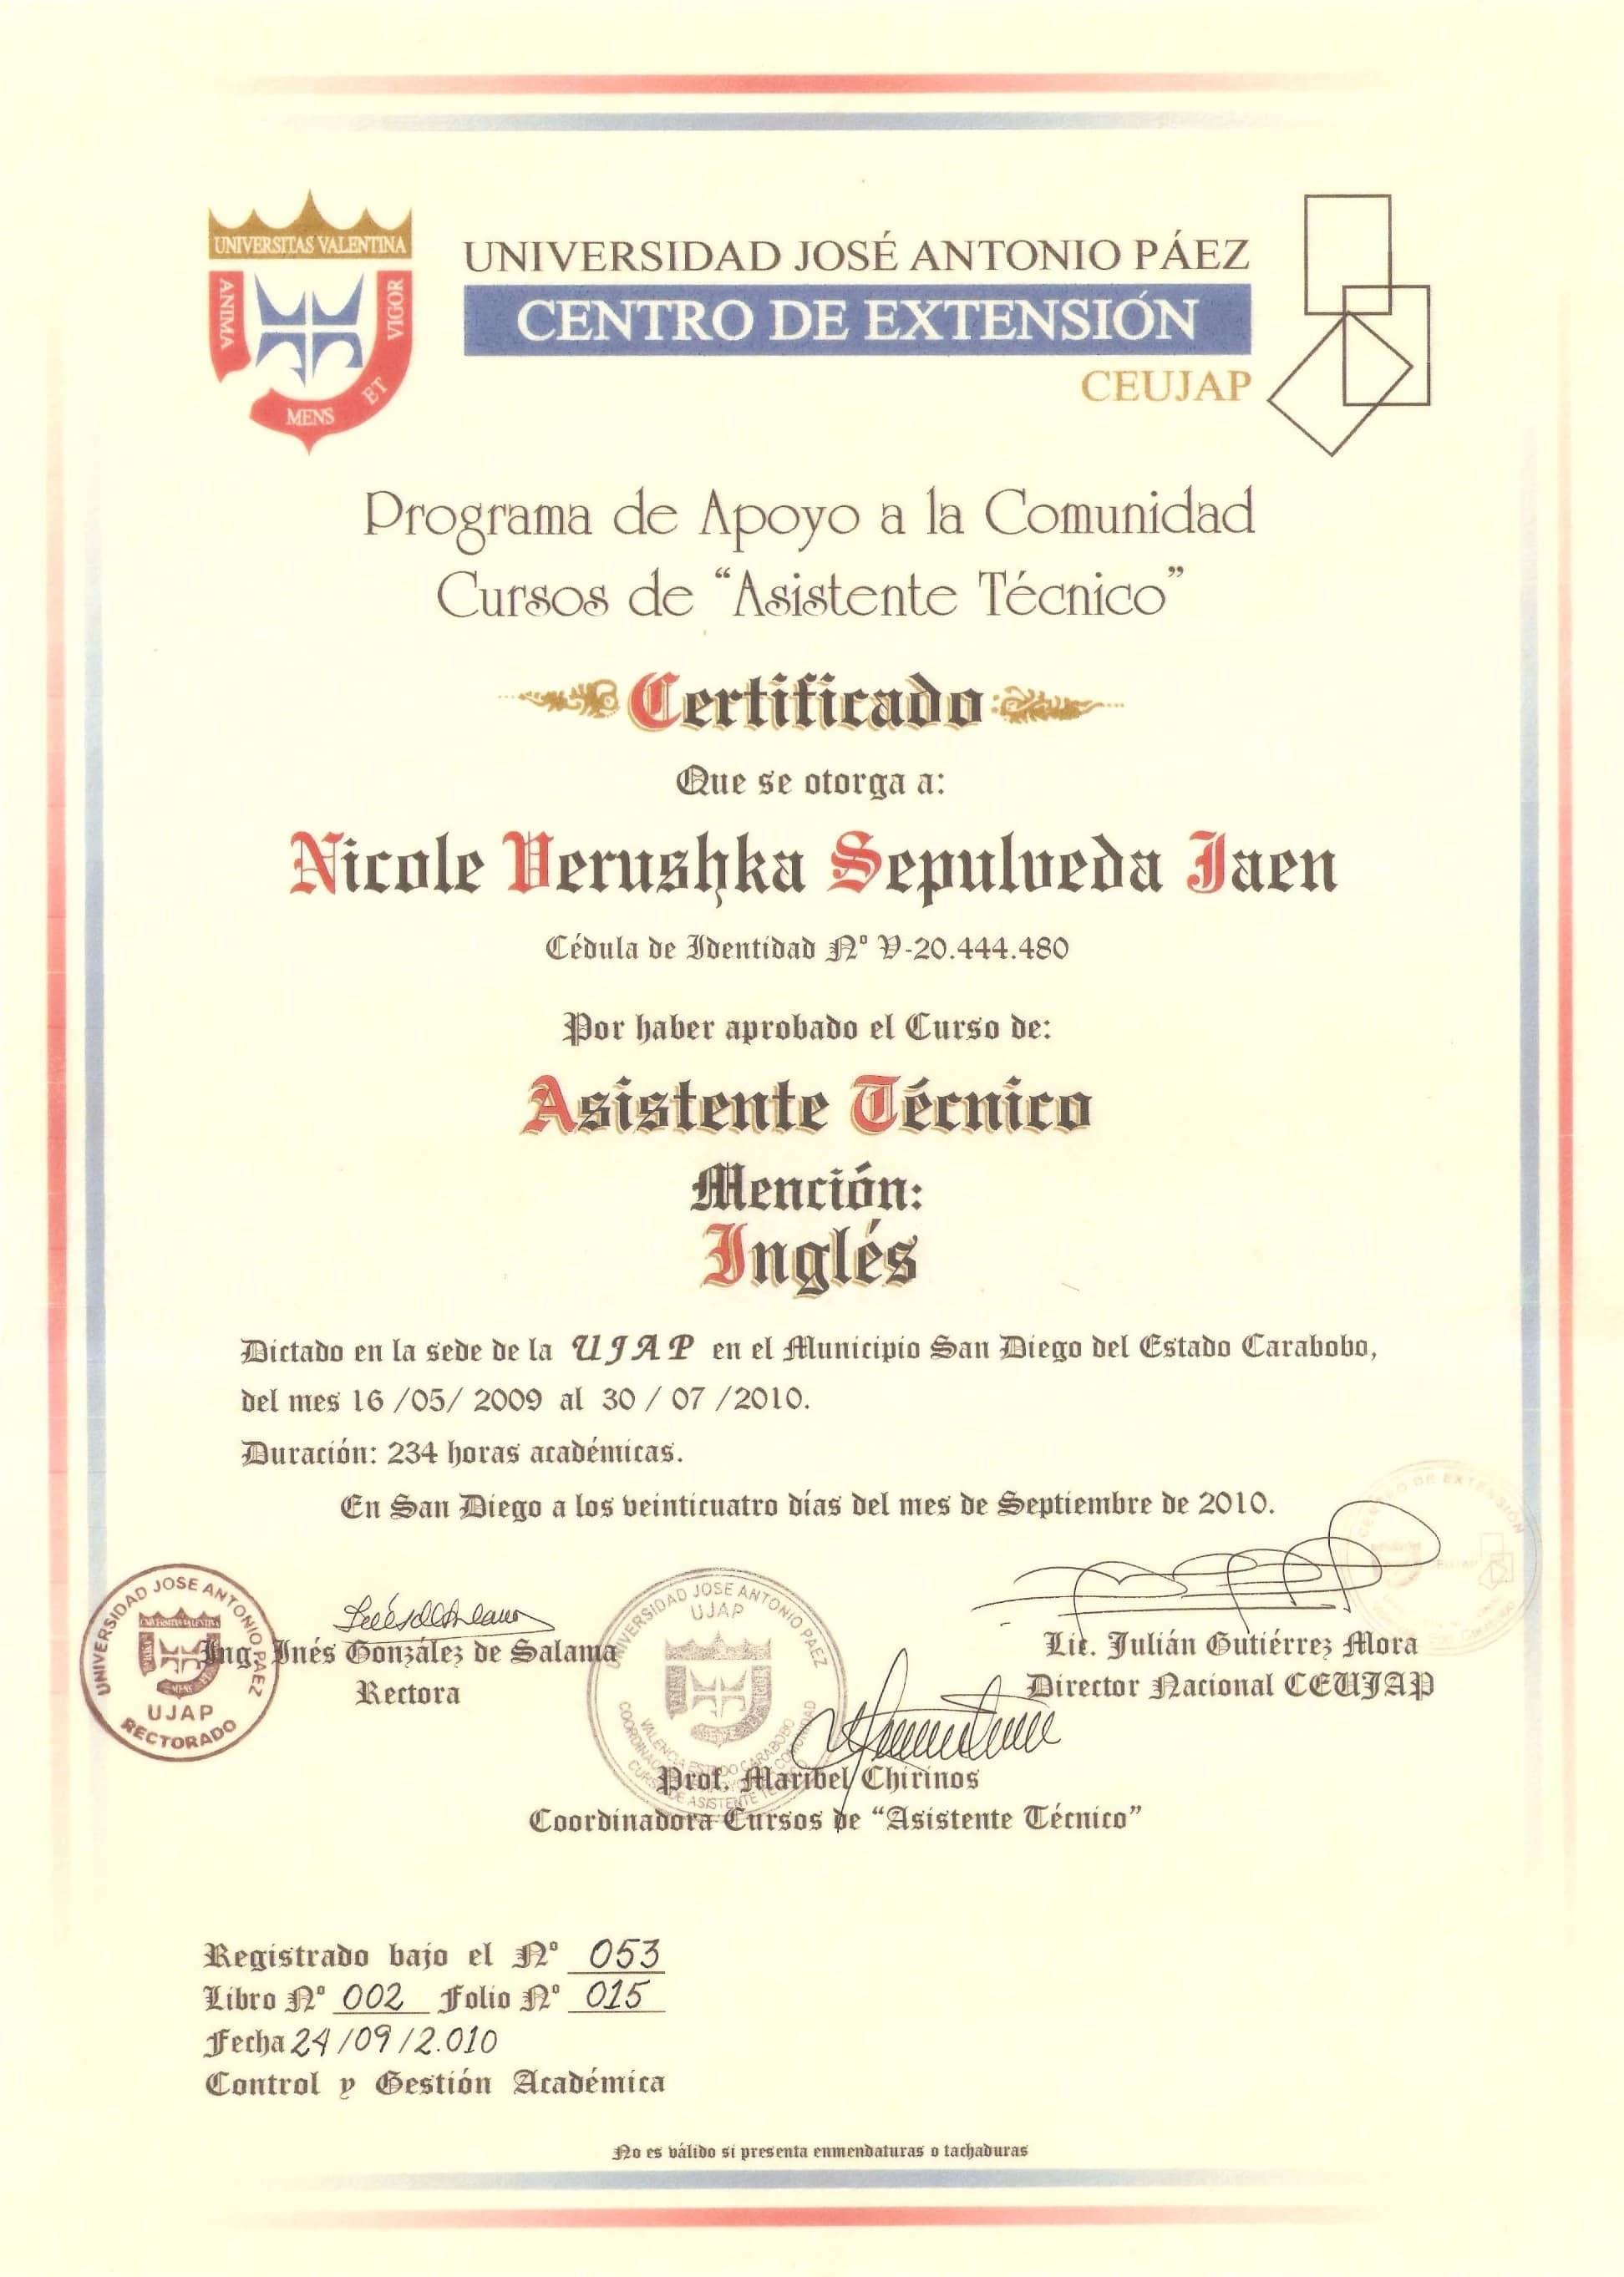 UNIVERSITAS VALENTINA
ANIMA
MENS
ET
VIGOR
UNIVERSIDAD JOSÉ ANTONIO PÁEZ
CENTRO DE EXTENSIÓN
CEUJAP
Programa de Apoyo a la Comunidad
Cursos de “Asistente Técnico”
Certificado
Que se otorga a:
Nicole Verushka Sepulveda Jaen
Cédula de Identidad Nº V-20.444.480
Por haber aprobado el Curso de:
Asistente Técnico
Mención:
Inglés
Dictado en la sede de la UJAP en el Municipio San Diego del Estado Carabobo,
del mes 16 /05/ 2009 al 30 / 07 /2010.
Duración: 234 horas académicas.
En San Diego a los veinticuatro días del mes de Septiembre de 2010.
CENTRO DE EXTENSIÓN
UNIVERSIDAD JOSE ANTONIO PAEZ
UJAP
RECTORADO
Ing. Inés González de Salama
Rectora
UNIVERSIDAD JOSE ANTONIO PAEZ
UJAP
VALENCIA ESTADO CARABOBO
Lic. Julián Gutiérrez Mora
Director Nacional CEUJAP
Prof. Maribel Chirinos
Coordinadora Cursos de “Asistente Técnico”
Registrado bajo el Nº 053
Libro Nº 002 Folio Nº 015
Fecha 24/09/2.010
Control y Gestión Académica
No es válido si presenta enmendaturas o tachaduras